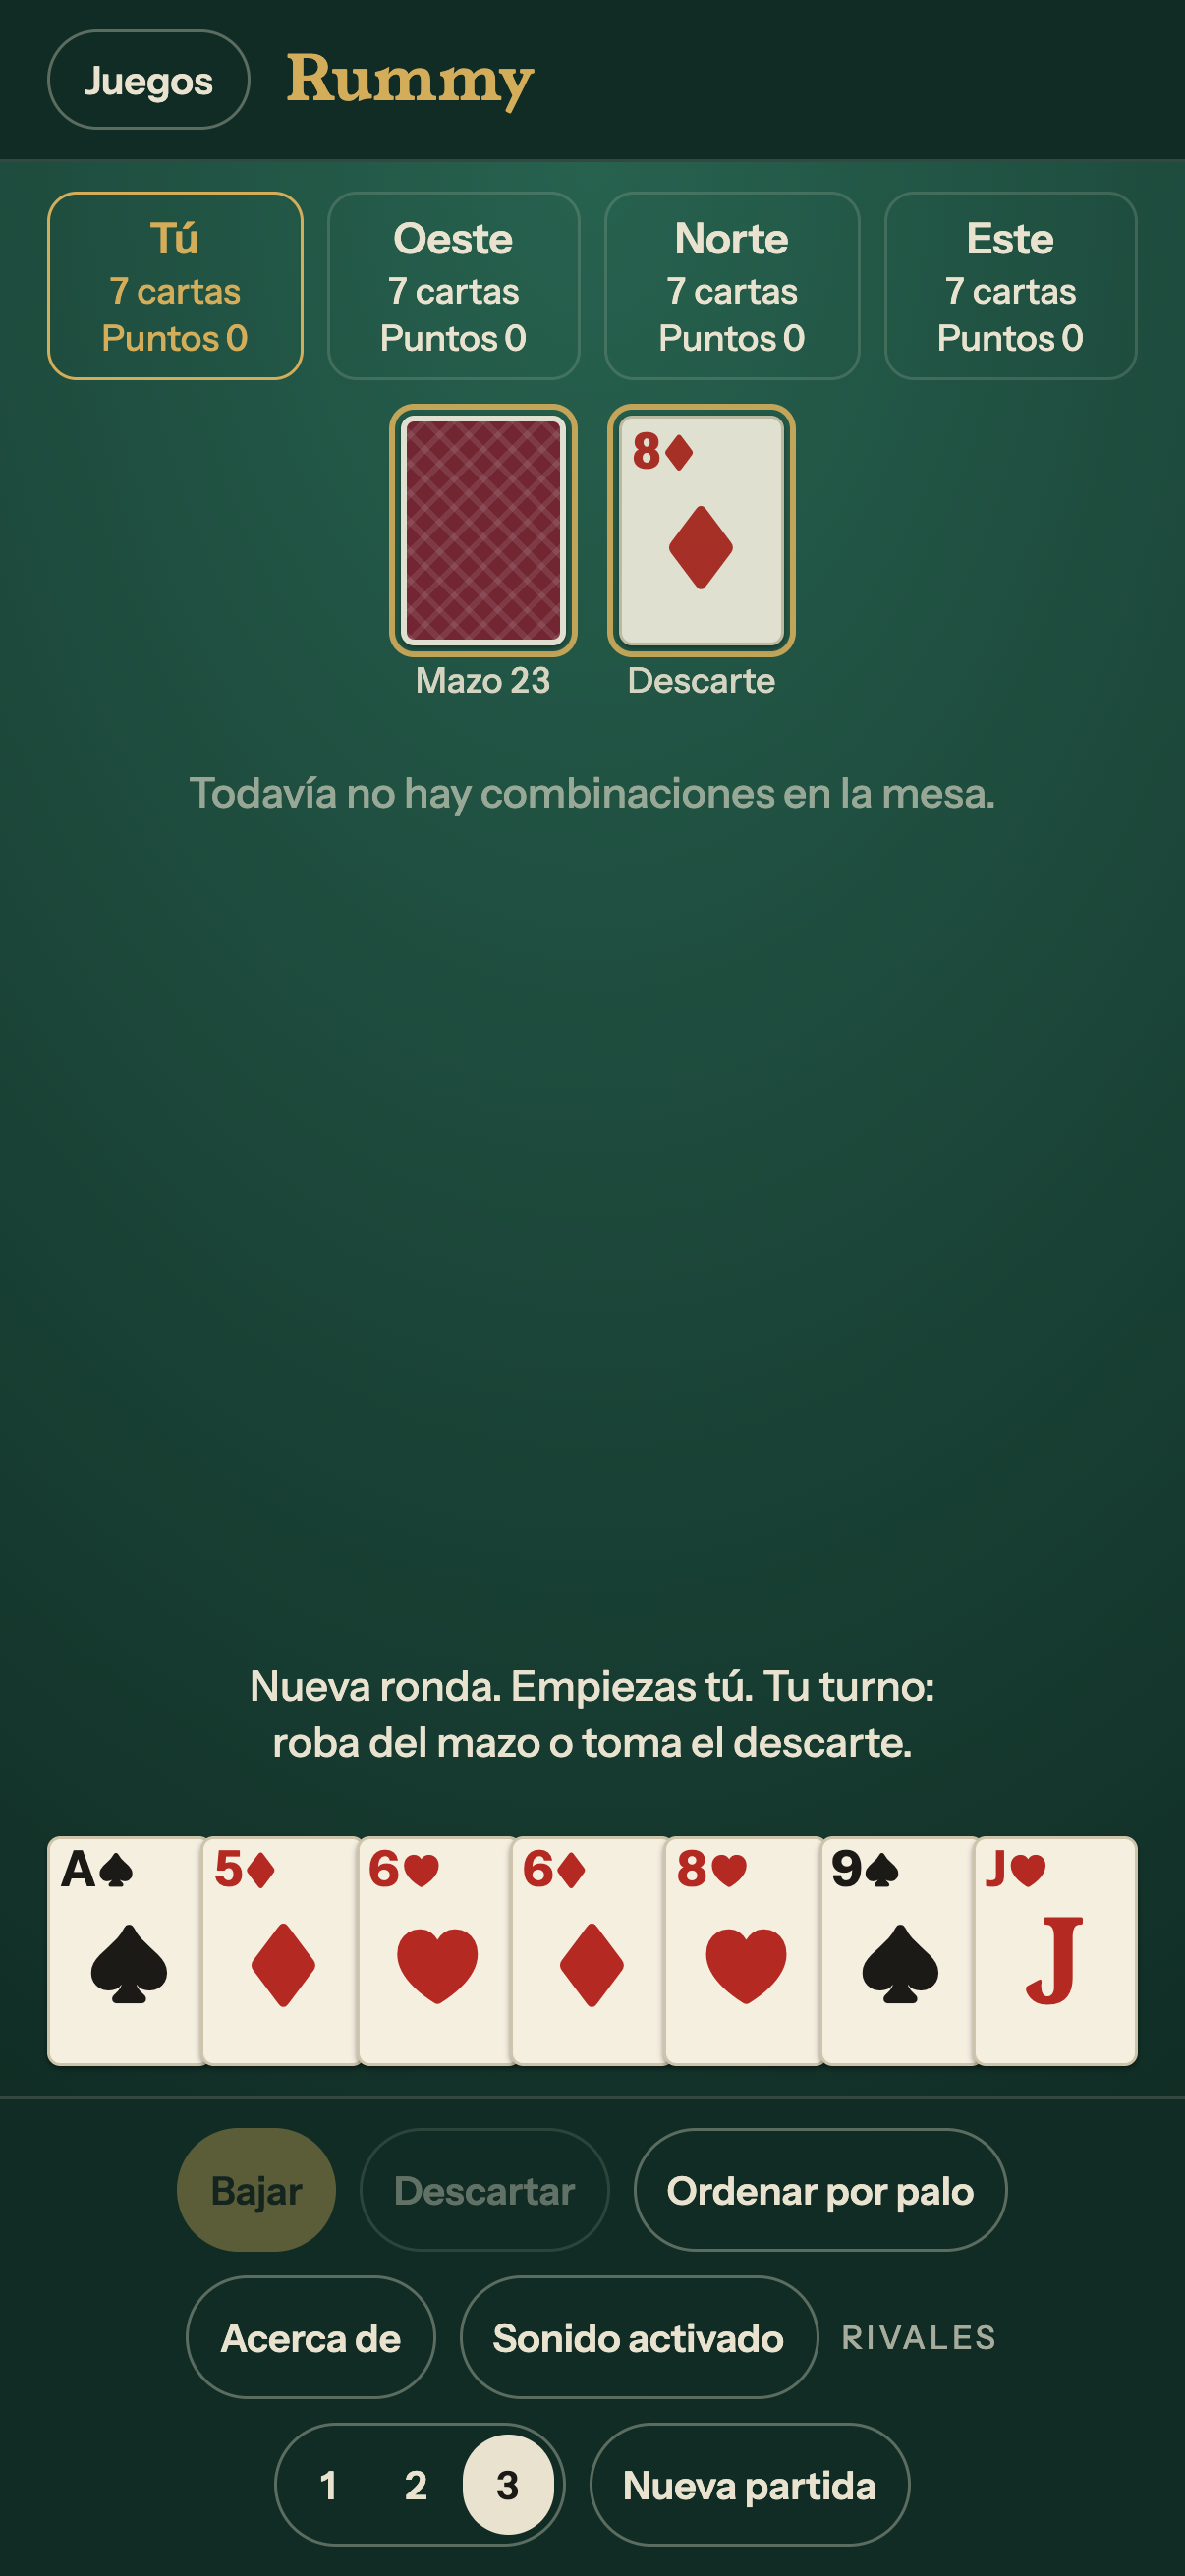 Juegos Rummy
Tú Oeste Norte Este
7 cartas 7 cartas 7 cartas 7 cartas
Puntos 0 Puntos 0 Puntos 0 Puntos 0
8♦
Mazo 23 Descarte
Todavía no hay combinaciones en la mesa.
Nueva ronda. Empiezas tú. Tu turno:
roba del mazo o toma el descarte.
A♠ 5♦ 6♥ 6♦ 8♥ 9♠ J♥
J
Bajar Descartar Ordenar por palo
Acerca de Sonido activado RIVALES
1 2 3 Nueva partida